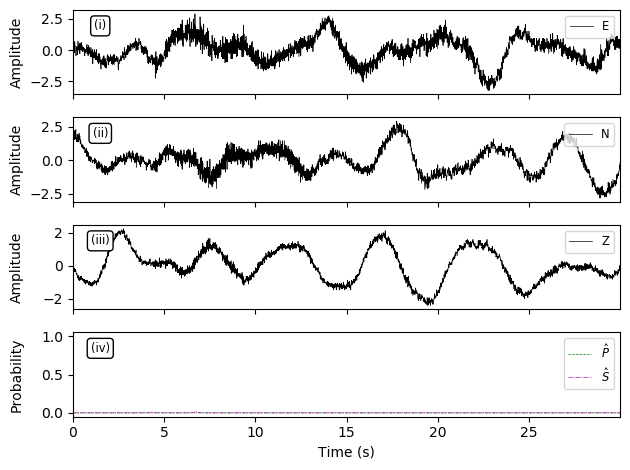 2.5
0.0
−2.5
Amplitude
(i)
E
2.5
0.0
−2.5
Amplitude
(ii)
N
2
0
−2
Amplitude
(iii)
Z
1.0
0.5
0.0
Probability
(iv)
P̂
Ŝ
0 5 10 15 20 25
Time (s)